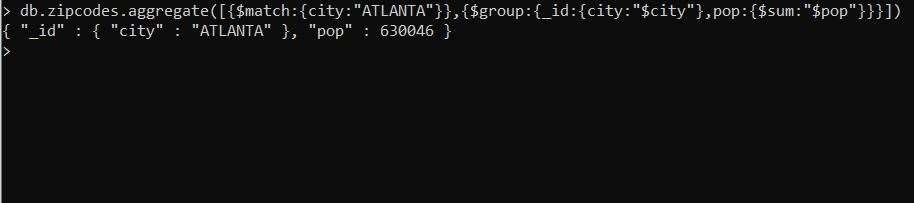 > db.zipcodes.aggregate([{$match:{city:"ATLANTA"}},{$group:{_id:{city:"$city"},pop:{$sum:"$pop"}}}])
{ "_id" : { "city" : "ATLANTA" }, "pop" : 630046 }
>